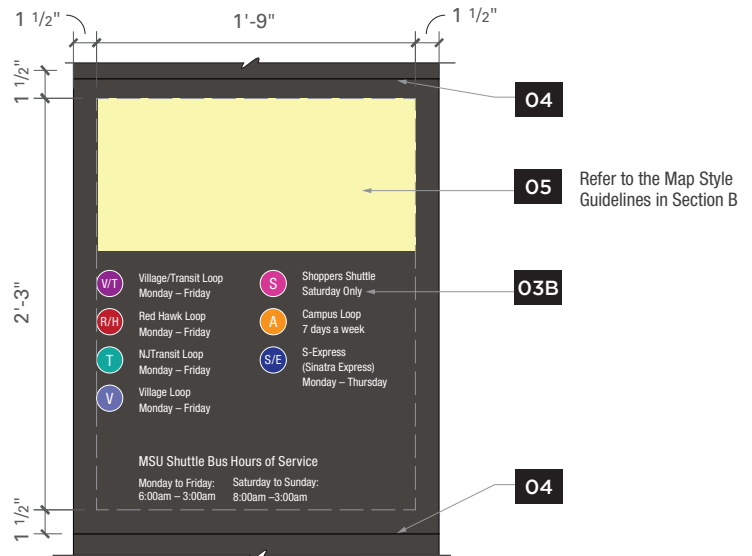 1 1/2"
1'-9"
1 1/2"
1 1/2"
04
05
Refer to the Map Style
Guidelines in Section B
2'-3"
V/T
Village/Transit Loop
Monday – Friday
S
Shoppers Shuttle
Saturday Only
03B
R/H
Red Hawk Loop
Monday – Friday
A
Campus Loop
7 days a week
T
NJTransit Loop
Monday – Friday
S/E
S-Express
(Sinatra Express)
Monday – Thursday
V
Village Loop
Monday – Friday
MSU Shuttle Bus Hours of Service
Monday to Friday:
6:00am – 3:00am
Saturday to Sunday:
8:00am –3:00am
04
1 1/2"